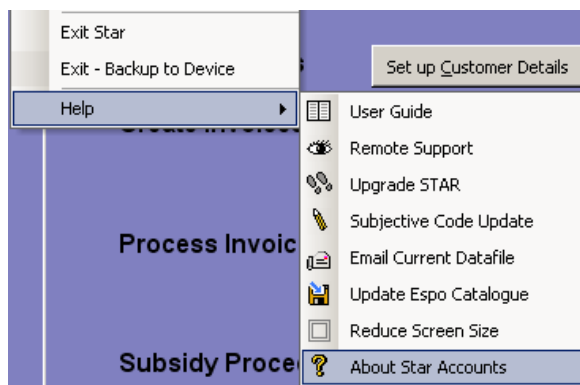 Exit Star
Exit - Backup to Device
Set up Customer Details
Help
User Guide
Remote Support
Upgrade STAR
Subjective Code Update
Process Invoic
Email Current Datafile
Update Espo Catalogue
Reduce Screen Size
Subsidy Proce
About Star Accounts